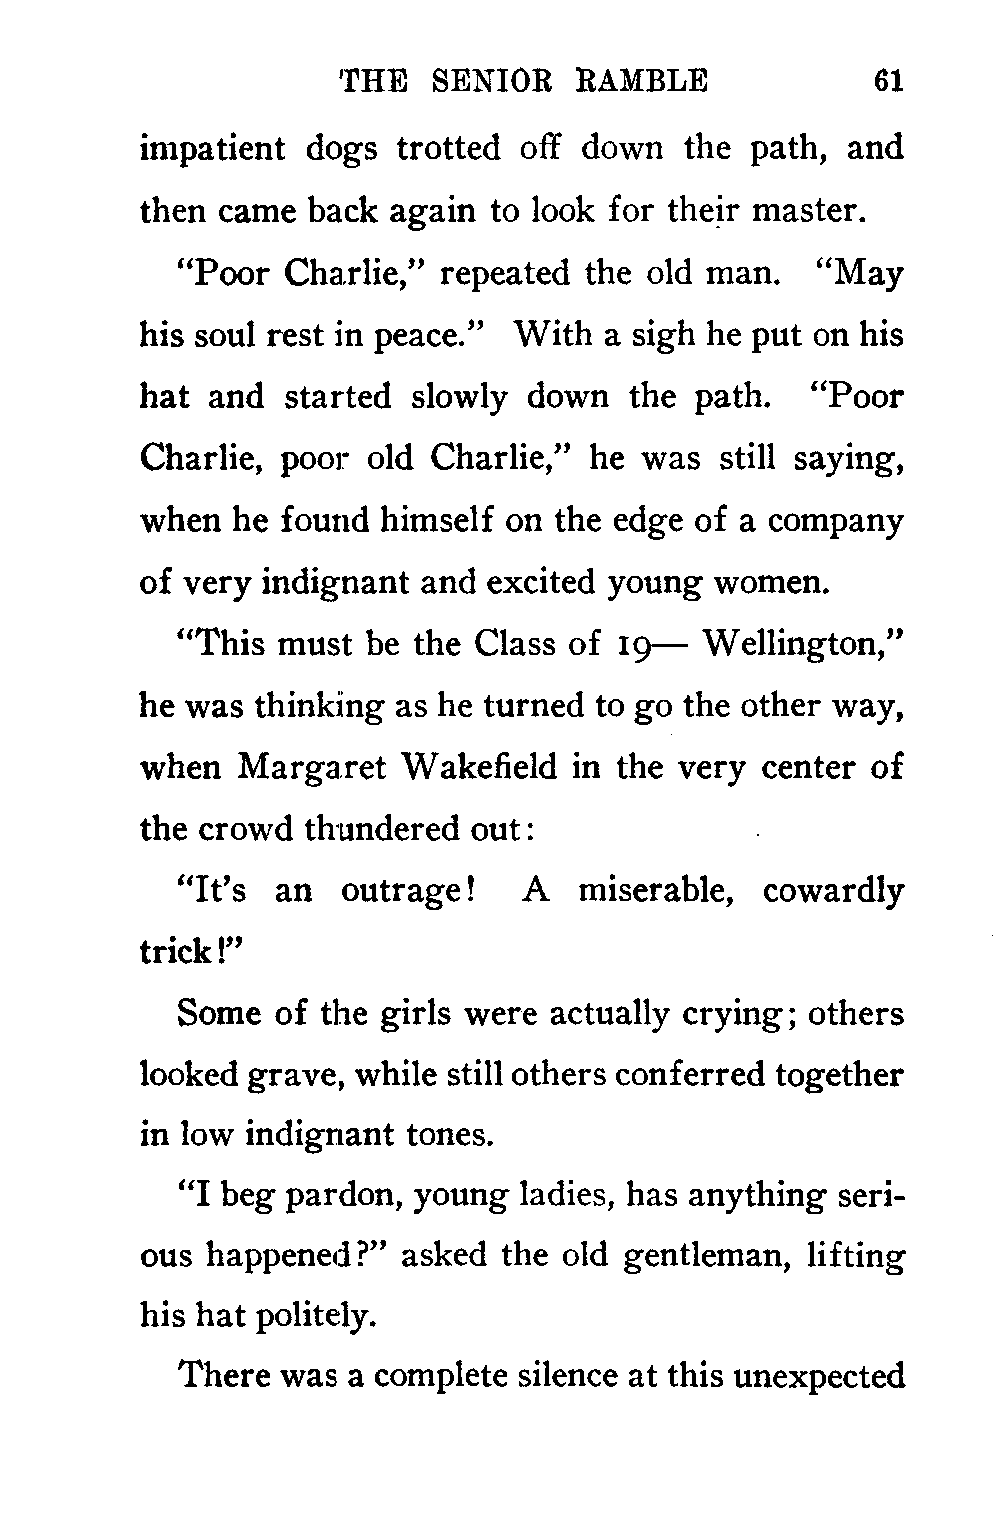 THE SENIOR RAMBLE 61
impatient dogs trotted off down the path, and
then came back again to look for their master.
“Poor Charlie,” repeated the old man. “May
his soul rest in peace.” With a sigh he put on his
hat and started slowly down the path. “Poor
Charlie, poor old Charlie,” he was still saying,
when he found himself on the edge of a company
of very indignant and excited young women.
“This must be the Class of 19— Wellington,”
he was thinking as he turned to go the other way,
when Margaret Wakefield in the very center of
the crowd thundered out:
“It’s an outrage! A miserable, cowardly
trick!”
Some of the girls were actually crying; others
looked grave, while still others conferred together
in low indignant tones.
“I beg pardon, young ladies, has anything seri-
ous happened?” asked the old gentleman, lifting
his hat politely.
There was a complete silence at this unexpected